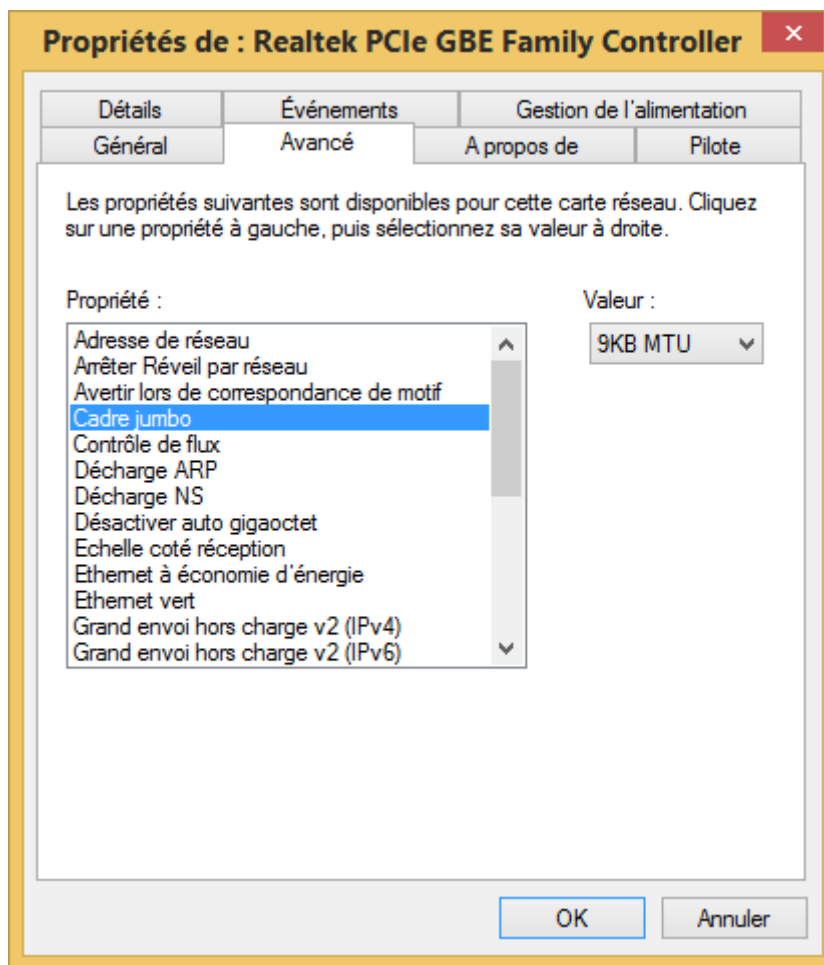 Propriétés de : Realtek PCIe GBE Family Controller
Détails
Événements
Gestion de l'alimentation
Général
Avancé
A propos de
Pilote
Les propriétés suivantes sont disponibles pour cette carte réseau. Cliquez
sur une propriété à gauche, puis sélectionnez sa valeur à droite.
Propriété :
Valeur :
Adresse de réseau
Arrêter Réveil par réseau
Avertir lors de correspondance de motif
Cadre jumbo
Contrôle de flux
Décharge ARP
Décharge NS
Désactiver auto gigaoctet
Echelle coté réception
Ethernet à économie d'énergie
Ethernet vert
Grand envoi hors charge v2 (IPv4)
Grand envoi hors charge v2 (IPv6)
9KB MTU
OK
Annuler